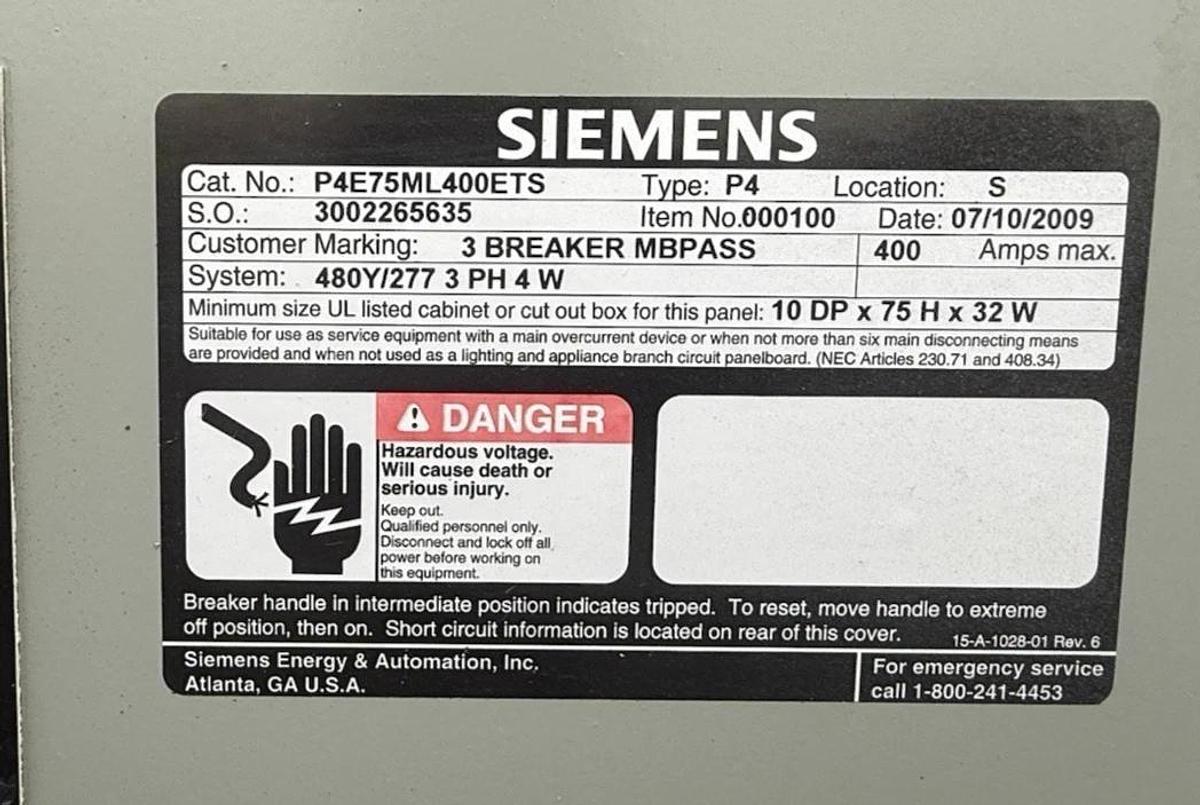 SIEMENS
Cat. No.: P4E75ML400ETS Type: P4 Location: S
S.O.: 3002265635 Item No.000100 Date: 07/10/2009
Customer Marking: 3 BREAKER MBPASS 400 Amps max.
System: 480Y/277 3 PH 4 W
Minimum size UL listed cabinet or cut out box for this panel: 10 DP x 75 H x 32 W
Suitable for use as service equipment with a main overcurrent device or when not more than six main disconnecting means
are provided and when not used as a lighting and appliance branch circuit panelboard. (NEC Articles 230.71 and 408.34)
DANGER
Hazardous voltage.
Will cause death or
serious injury.
Keep out.
Qualified personnel only.
Disconnect and lock off all
power before working on
this equipment.
Breaker handle in intermediate position indicates tripped. To reset, move handle to extreme
off position, then on. Short circuit information is located on rear of this cover. 15-A-1028-01 Rev. 6
Siemens Energy & Automation, Inc.
Atlanta, GA U.S.A.
For emergency service
call 1-800-241-4453